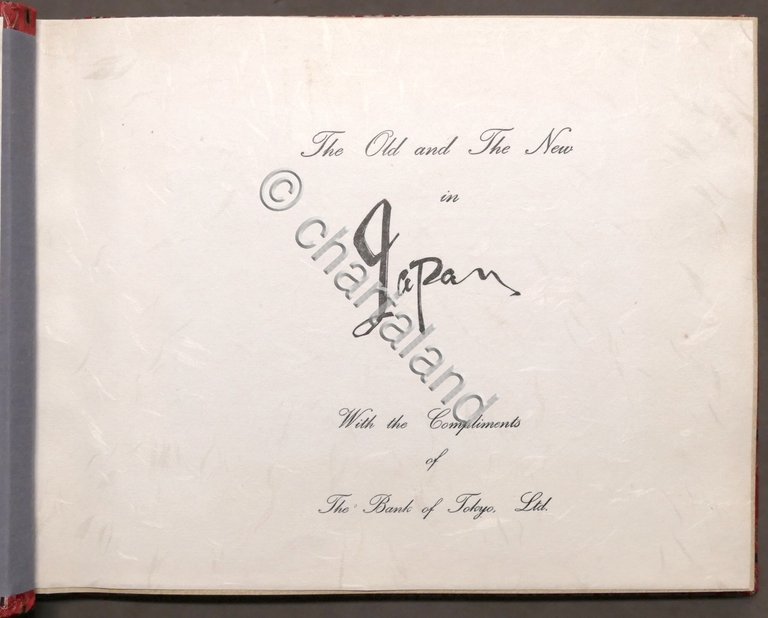 The Old and The New
in
Japan
With the Compliments
of
The Bank of Tokyo, Ltd.
© chartaland